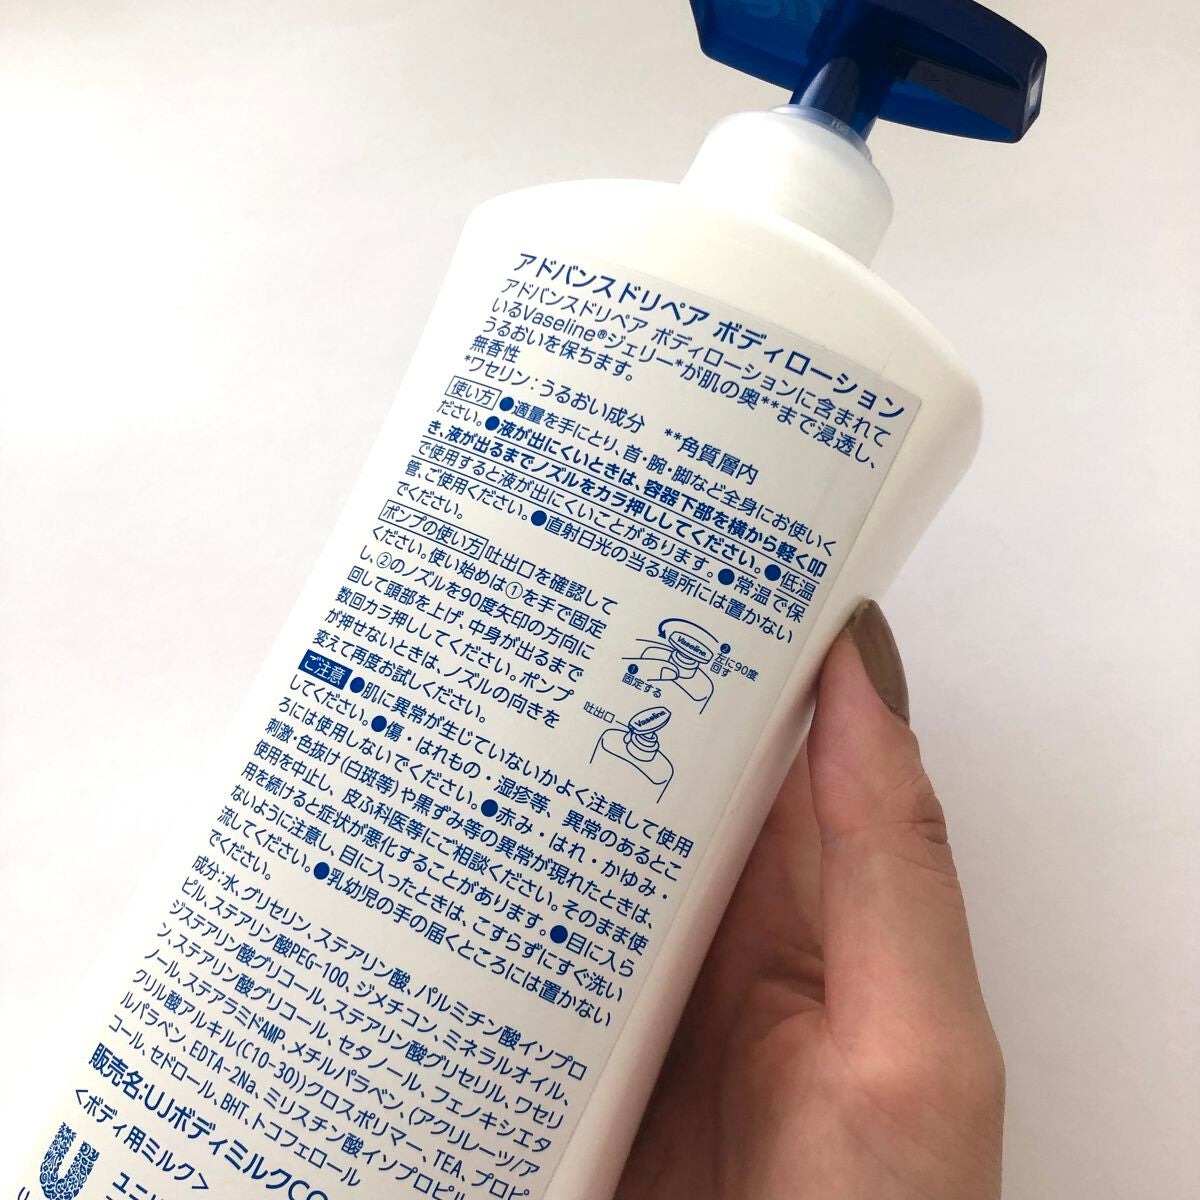 アドバンスドリペア ボディローション
アドバンスドリペア ボディローションに含まれて
いるVaseline®ジェリー*が肌の奥**まで浸透し、
うるおいを保ちます。
無香性
*ワセリン：うるおい成分 **角質層内
使い方 ●適量を手にとり、首・腕・脚など全身にお使いく
ださい。●液が出にくいときは、容器下部を横から軽く叩
き、液が出るまでノズルをカラ押ししてください。●低温
で使用すると液が出にくいことがあります。●常温で保
管、ご使用ください。●直射日光の当る場所には置かない
でください。
ポンプの使い方 吐出口を確認して
ください。使い始めは①を手で固定
し、②のノズルを90度矢印の方向に
回して頭部を上げ、中身が出るまで
数回カラ押ししてください。ポンプ
が押せないときは、ノズルの向きを
変えて再度お試しください。
Vaseline
②
左に90度
回す
①
固定する
吐出口
Vaseline
ご注意 ●肌に異常が生じていないかよく注意して使用
してください。●傷・はれもの・湿疹等、異常のあるとこ
ろには使用しないでください。●赤み・はれ・かゆみ・
刺激・色抜け(白斑等)や黒ずみ等の異常が現れたときは、
使用を中止し、皮ふ科医等にご相談ください。そのまま使
用を続けると症状が悪化することがあります。●目に入ら
ないように注意し、目に入ったときは、こすらずにすぐ洗い
流してください。●乳幼児の手の届くところには置かない
でください。
成分：水、グリセリン、ステアリン酸、パルミチン酸イソプロ
ピル、ステアリン酸PEG-100、ジメチコン、ミネラルオイル、
ジステアリン酸グリコール、ステアリン酸グリセリル、ワセリ
ン、ステアリン酸グリコール、セタノール、フェノキシエタ
ノール、ステアラミドAMP、メチルパラベン、(アクリレーツ/ア
クリル酸アルキル(C10-30))クロスポリマー、TEA、プロピ
ルパラベン、EDTA-2Na、ミリスチン酸イソプロピル
コール、セドロール、BHT、トコフェロール
販売名：UJボディミルクCO
<ボディ用ミルク>
ユニ